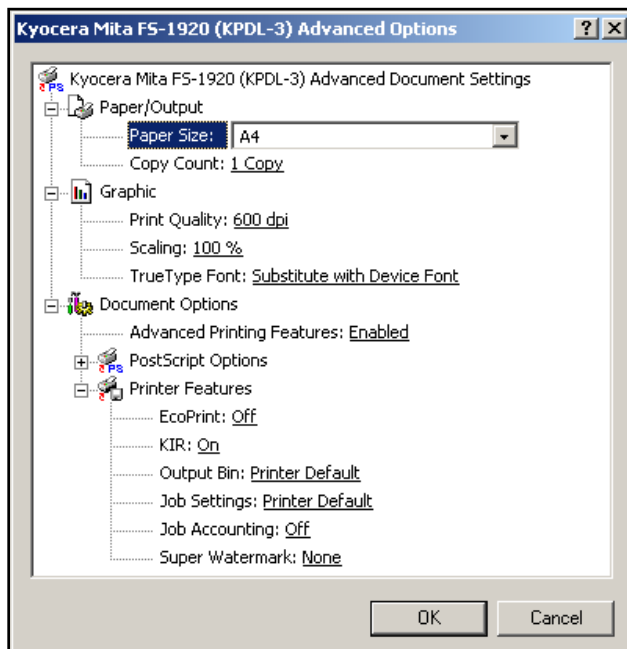 Kyocera Mita FS-1920 (KPDL-3) Advanced Options
Kyocera Mita FS-1920 (KPDL-3) Advanced Document Settings
Paper/Output
Paper Size: A4
Copy Count: 1 Copy
Graphic
Print Quality: 600 dpi
Scaling: 100 %
TrueType Font: Substitute with Device Font
Document Options
Advanced Printing Features: Enabled
PostScript Options
Printer Features
EcoPrint: Off
KIR: On
Output Bin: Printer Default
Job Settings: Printer Default
Job Accounting: Off
Super Watermark: None
OK Cancel